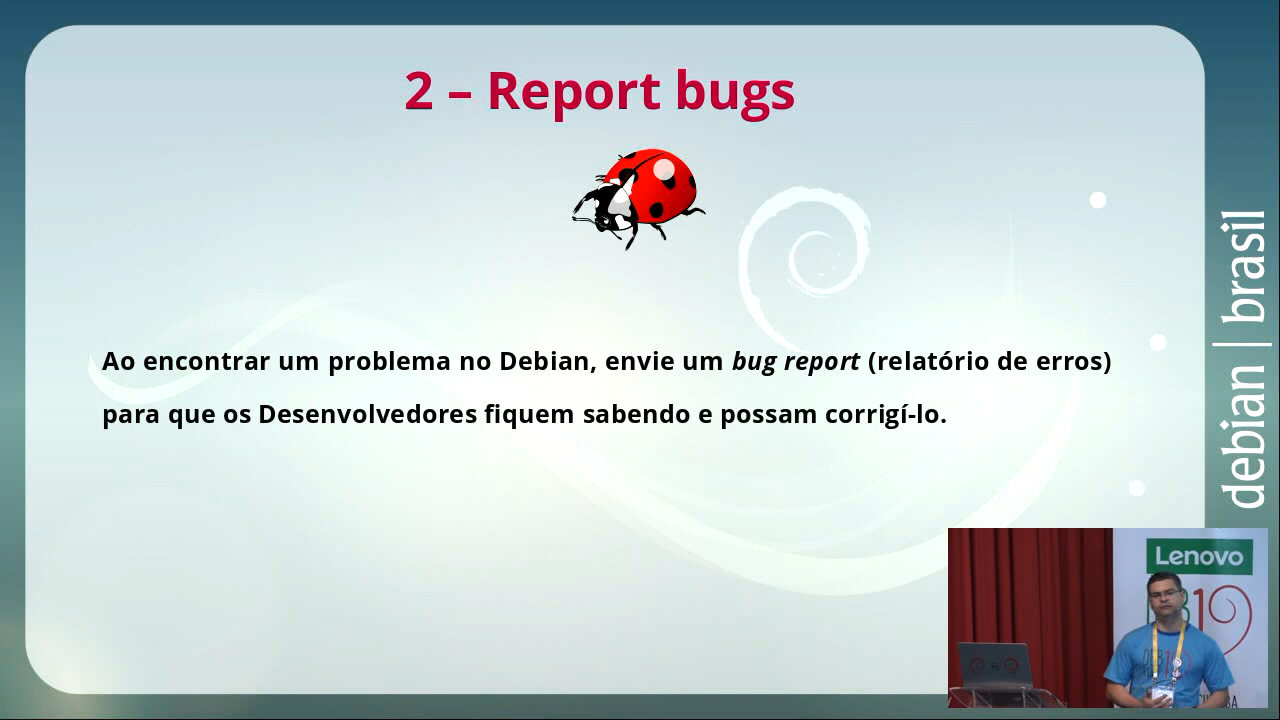 2 – Report bugs
Ao encontrar um problema no Debian, envie um bug report (relatório de erros)
para que os Desenvolvedores fiquem sabendo e possam corrigí-lo.
debian | brasil
Lenovo
19